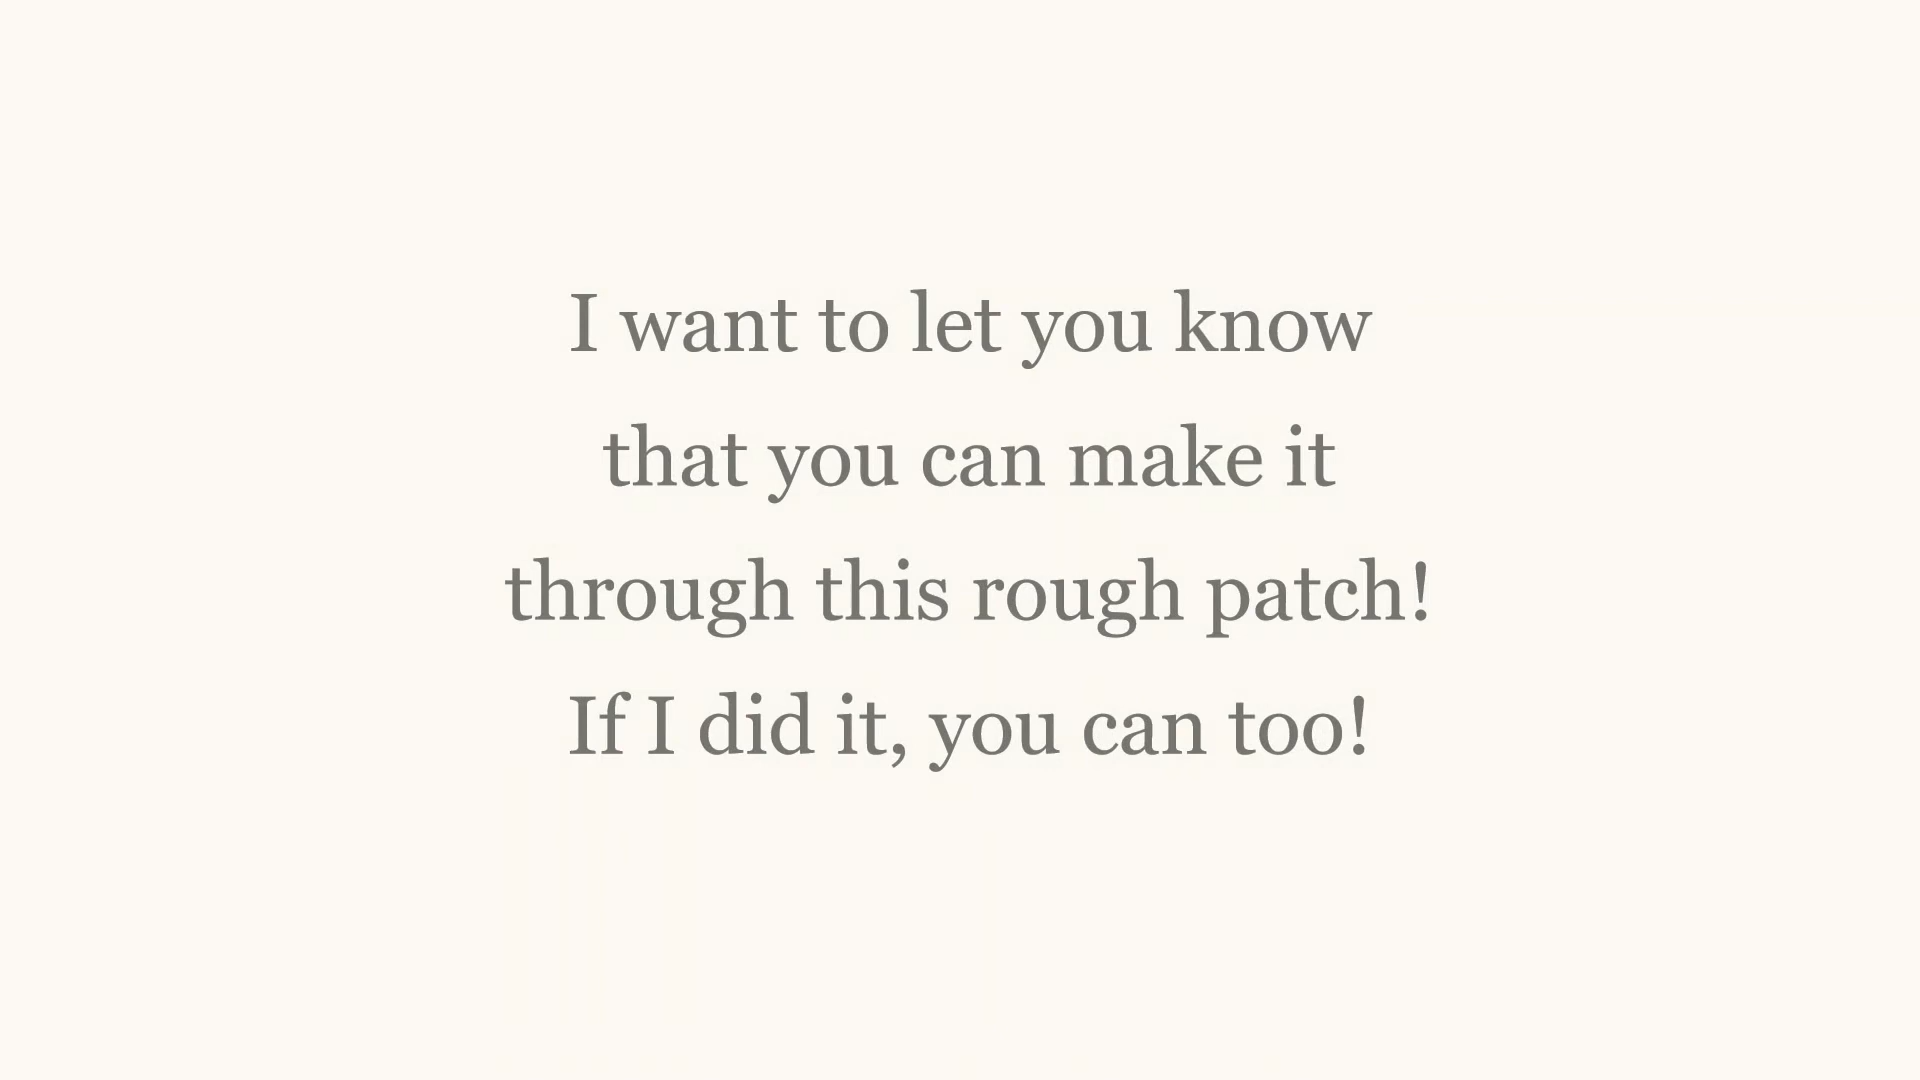 I want to let you know
that you can make it
through this rough patch!
If I did it, you can too!